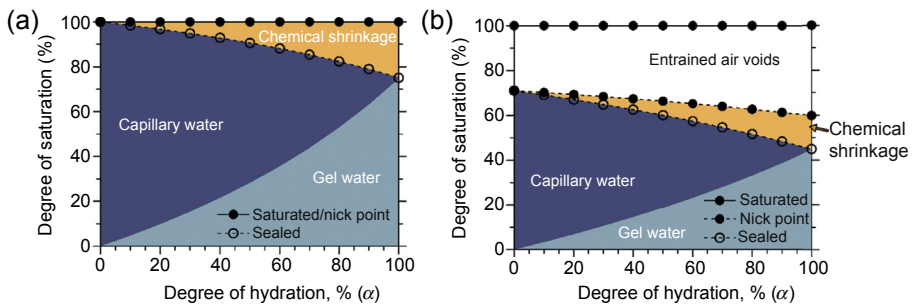 (a)
Degree of saturation (%)
100
80
60
40
20
0
Chemical shrinkage
Capillary water
Gel water
Saturated/nick point
Sealed
0 20 40 60 80 100
Degree of hydration, % (α)
(b)
Degree of saturation (%)
100
80
60
40
20
0
Entrained air voids
Chemical
shrinkage
Capillary water
Gel water
Saturated
Nick point
Sealed
0 20 40 60 80 100
Degree of hydration, % (α)